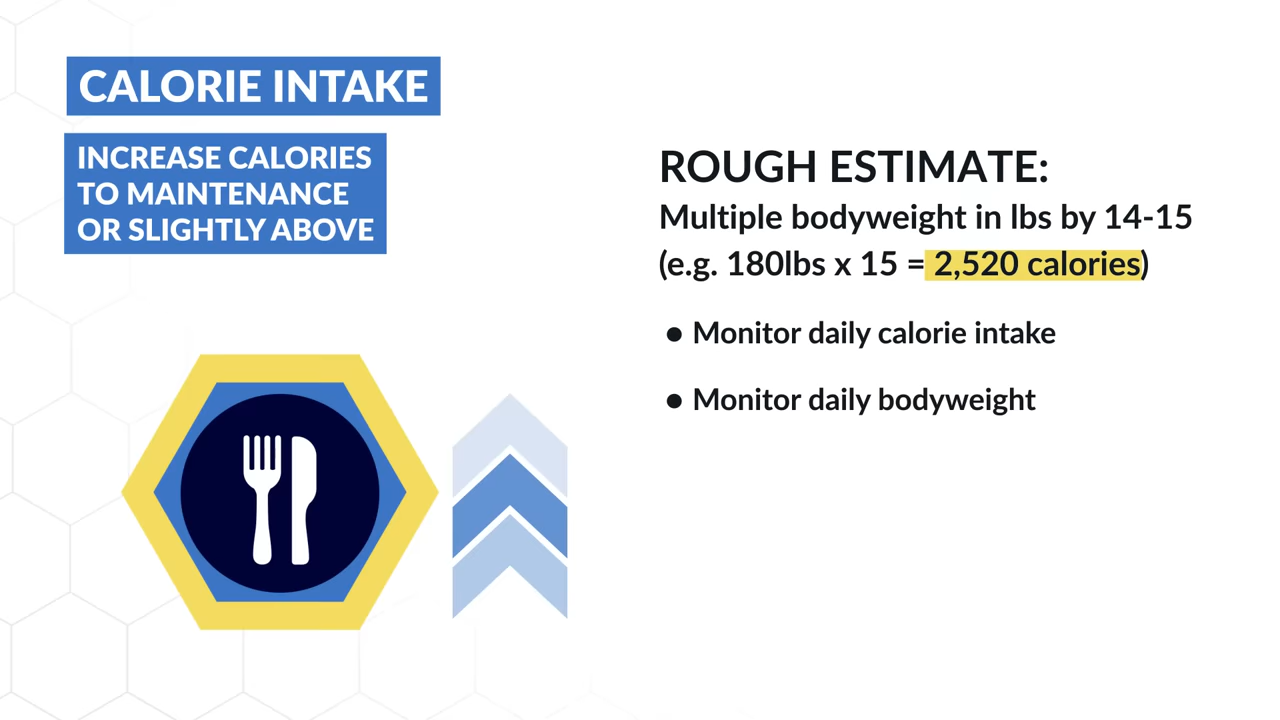 CALORIE INTAKE
INCREASE CALORIES
TO MAINTENANCE
OR SLIGHTLY ABOVE
ROUGH ESTIMATE:
Multiple bodyweight in lbs by 14-15
(e.g. 180lbs x 15 = 2,520 calories)
● Monitor daily calorie intake
● Monitor daily bodyweight